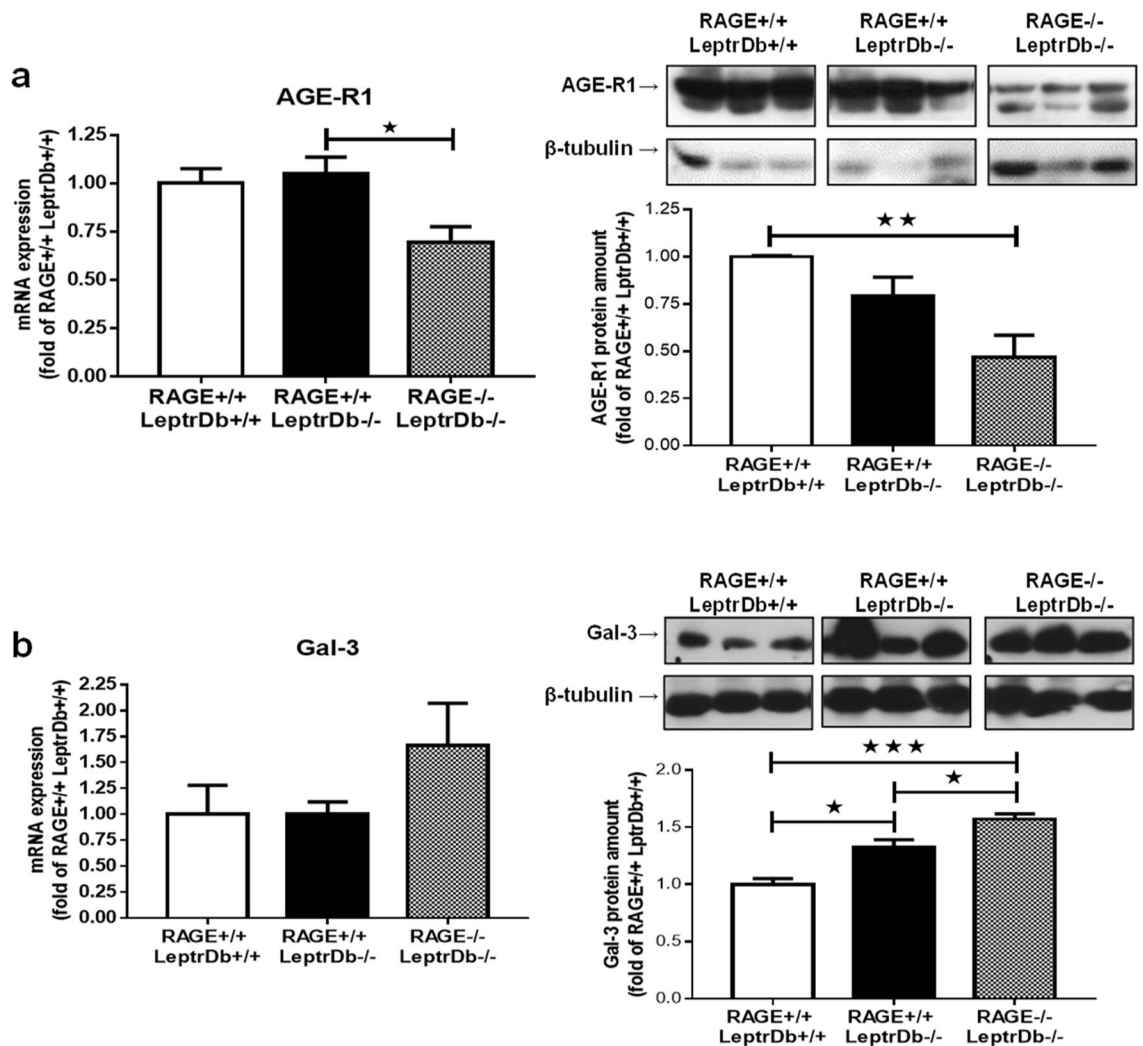 a
AGE-R1
mRNA expression
(fold of RAGE+/+ LeptrDb+/+)
1.25
1.00
0.75
0.50
0.25
0.00
★
RAGE+/+ RAGE+/+ RAGE-/-
LeptrDb+/+ LeptrDb-/- LeptrDb-/-
RAGE+/+ RAGE+/+ RAGE-/-
LeptrDb+/+ LeptrDb-/- LeptrDb-/-
AGE-R1→
β-tubulin →
AGE-R1 protein amount
(fold of RAGE+/+ LptrDb+/+)
1.25
1.00
0.75
0.50
0.25
0.00
★★
RAGE+/+ RAGE+/+ RAGE-/-
LeptrDb+/+ LeptrDb-/- LeptrDb-/-
b
Gal-3
mRNA expression
(fold of RAGE+/+ LeptrDb+/+)
2.25
2.00
1.75
1.50
1.25
1.00
0.75
0.50
0.25
0.00
RAGE+/+ RAGE+/+ RAGE-/-
LeptrDb+/+ LeptrDb-/- LeptrDb-/-
RAGE+/+ RAGE+/+ RAGE-/-
LeptrDb+/+ LeptrDb-/- LeptrDb-/-
Gal-3→
β-tubulin →
Gal-3 protein amount
(fold of RAGE+/+ LptrDb+/+)
2.0
1.5
1.0
0.5
0.0
★★★
★
★
RAGE+/+ RAGE+/+ RAGE-/-
LeptrDb+/+ LeptrDb-/- LeptrDb-/-